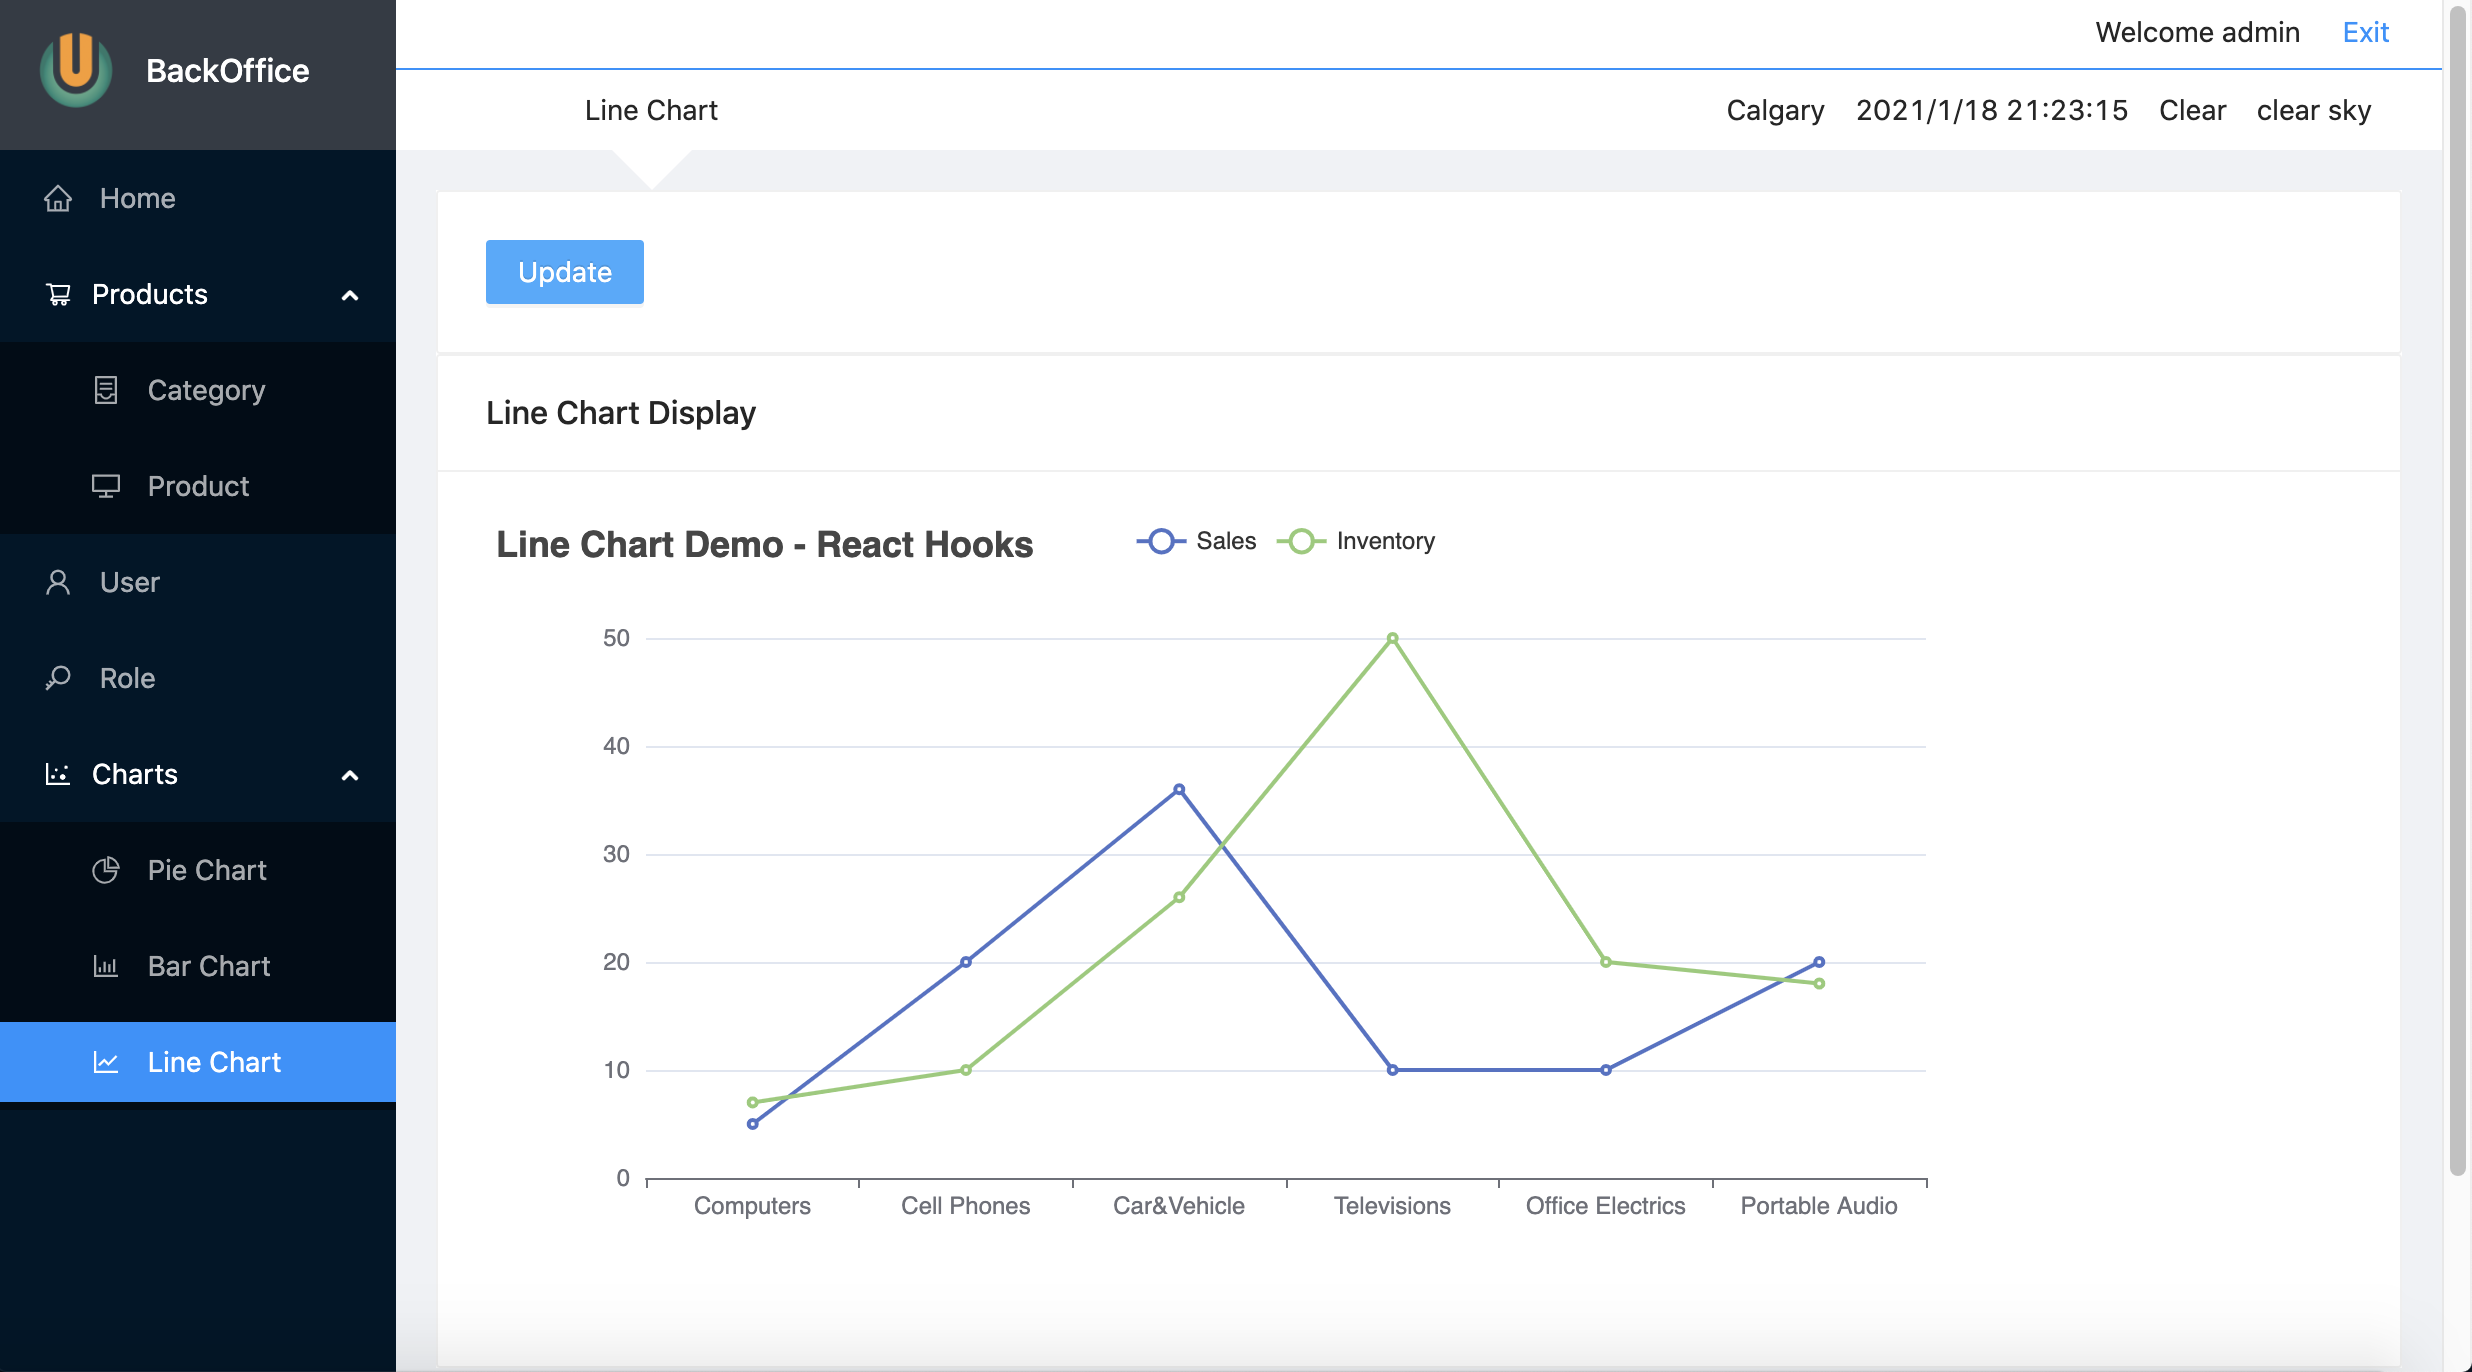 BackOffice
Welcome admin Exit
Line Chart
Calgary 2021/1/18 21:23:15 Clear clear sky
Home
Products
Category
Product
User
Role
Charts
Pie Chart
Bar Chart
Line Chart
Update
Line Chart Display
Line Chart Demo - React Hooks
Sales Inventory
50
40
30
20
10
0
Computers Cell Phones Car&Vehicle Televisions Office Electrics Portable Audio